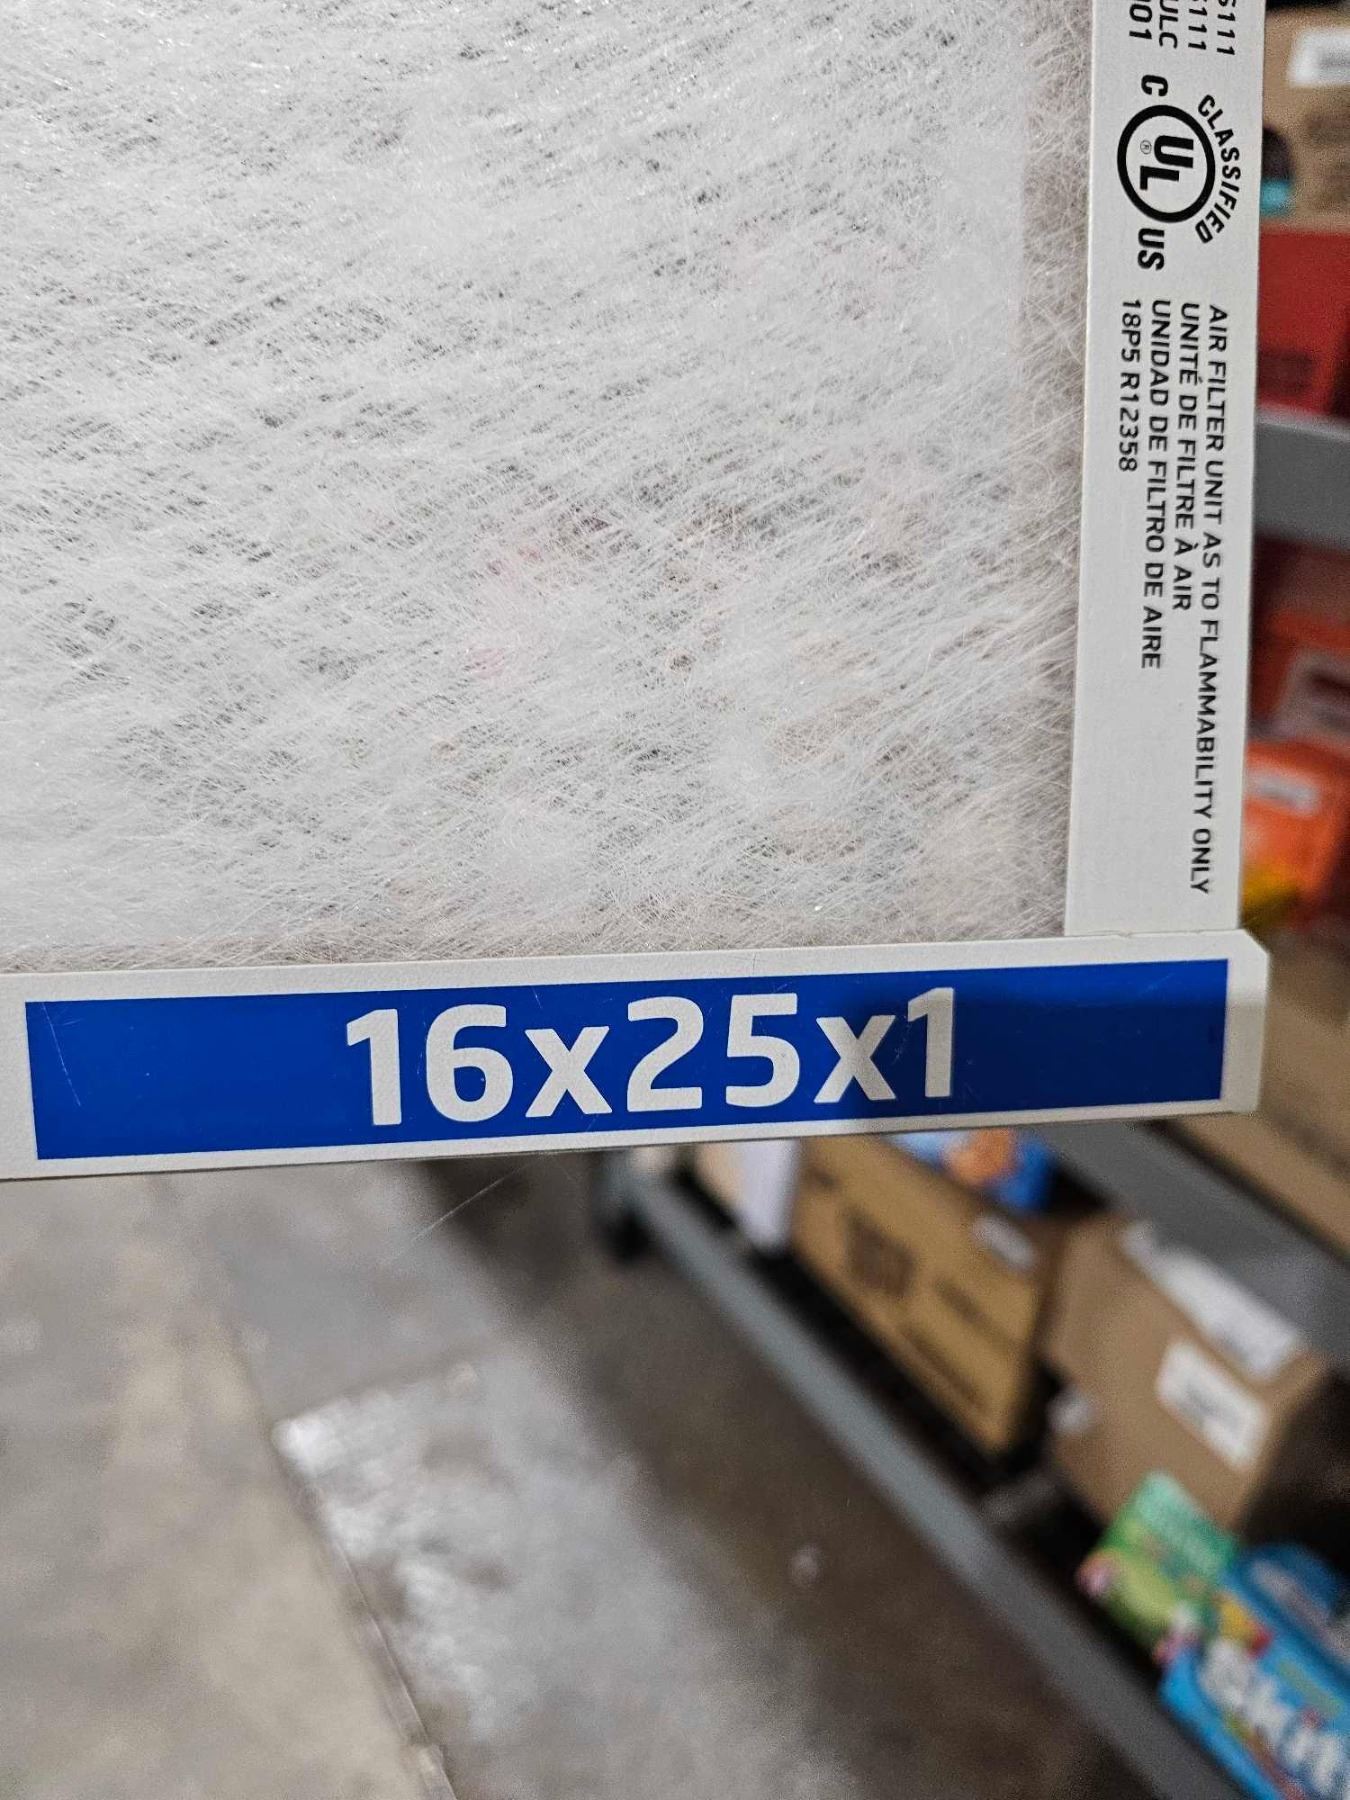 C UL US
®
CLASSIFIED
AIR FILTER UNIT AS TO FLAMMABILITY ONLY
UNITÉ DE FILTRE À AIR
UNIDAD DE FILTRO DE AIRE
18P5 R12358
16x25x1